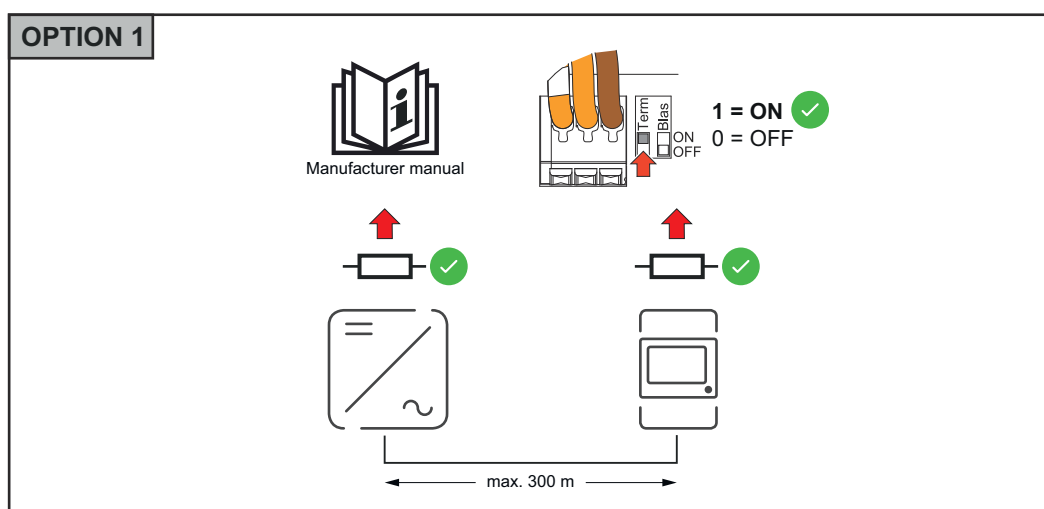 OPTION 1
Manufacturer manual
Term
BIas
ON
OFF
1 = ON
0 = OFF
max. 300 m